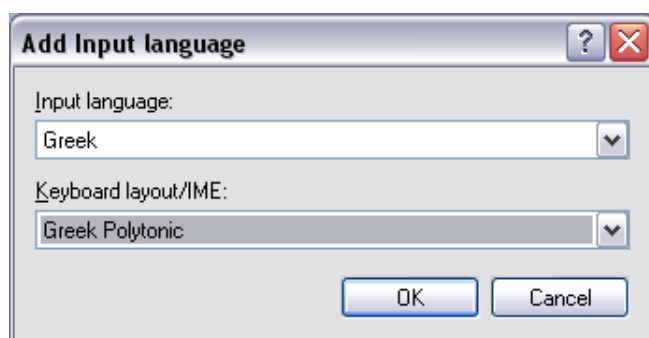 Add Input language
Input language:
Greek
Keyboard layout/IME:
Greek Polytonic
OK Cancel